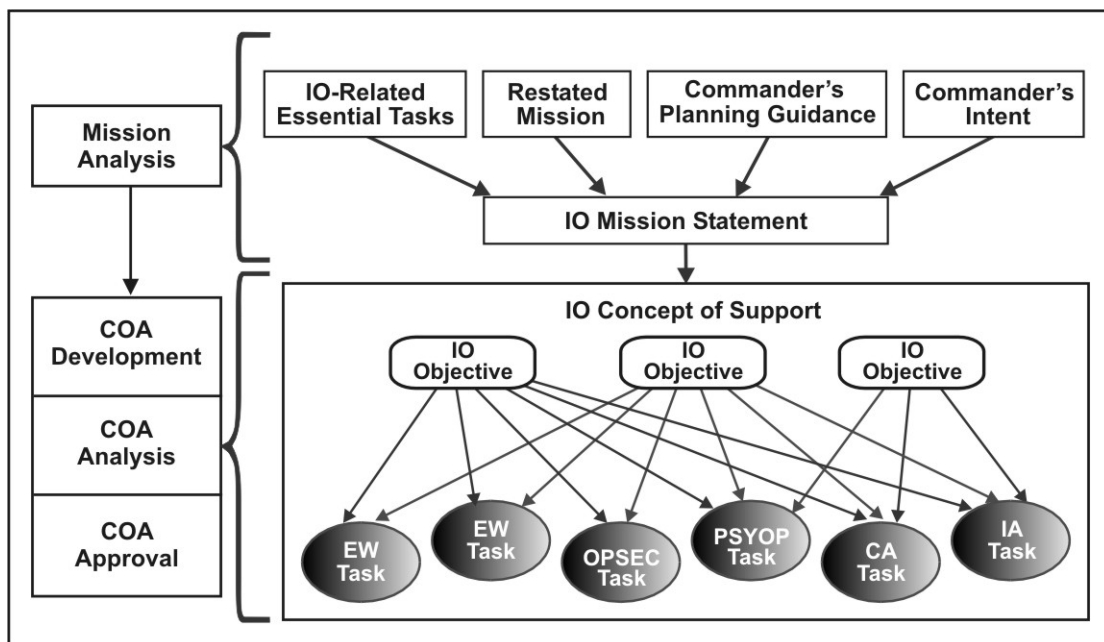 Mission
Analysis
IO-Related
Essential Tasks
Restated
Mission
Commander's
Planning Guidance
Commander's
Intent
IO Mission Statement
COA
Development
COA
Analysis
COA
Approval
IO Concept of Support
IO
Objective
IO
Objective
IO
Objective
EW
Task
EW
Task
OPSEC
Task
PSYOP
Task
CA
Task
IA
Task